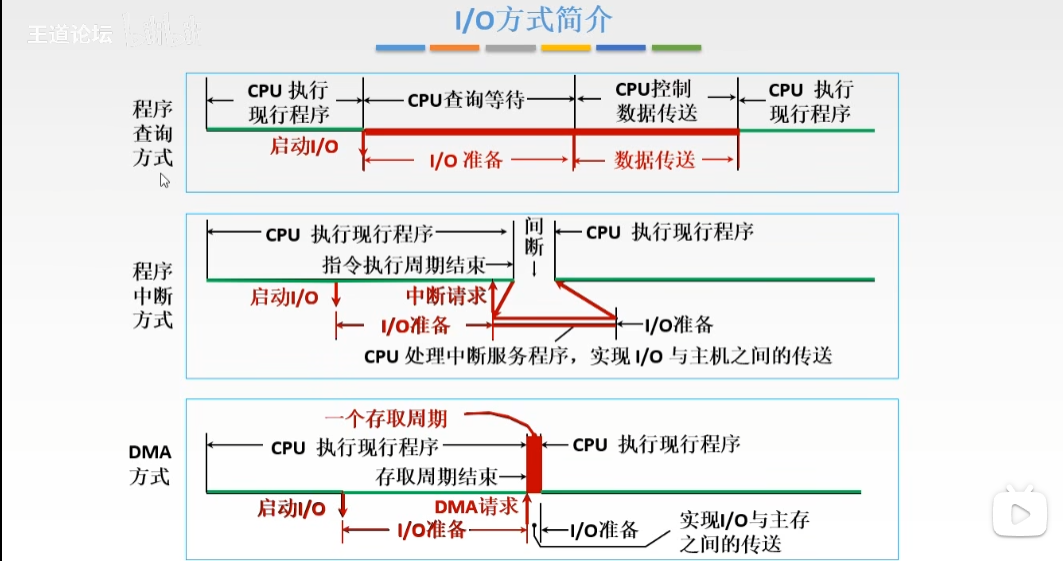 I/O方式简介
王道论坛
程序
查询
方式
CPU 执行
现行程序
CPU查询等待
CPU控制
数据传送
CPU 执行
现行程序
启动I/O
I/O 准备
数据传送
程序
中断
方式
CPU 执行现行程序
间
断
CPU 执行现行程序
指令执行周期结束
启动I/O
中断请求
I/O准备
I/O准备
CPU 处理中断服务程序，实现 I/O 与主机之间的传送
DMA
方式
一个存取周期
CPU 执行现行程序
CPU 执行现行程序
存取周期结束
启动I/O
DMA请求
I/O准备
I/O准备
实现I/O与主存
之间的传送